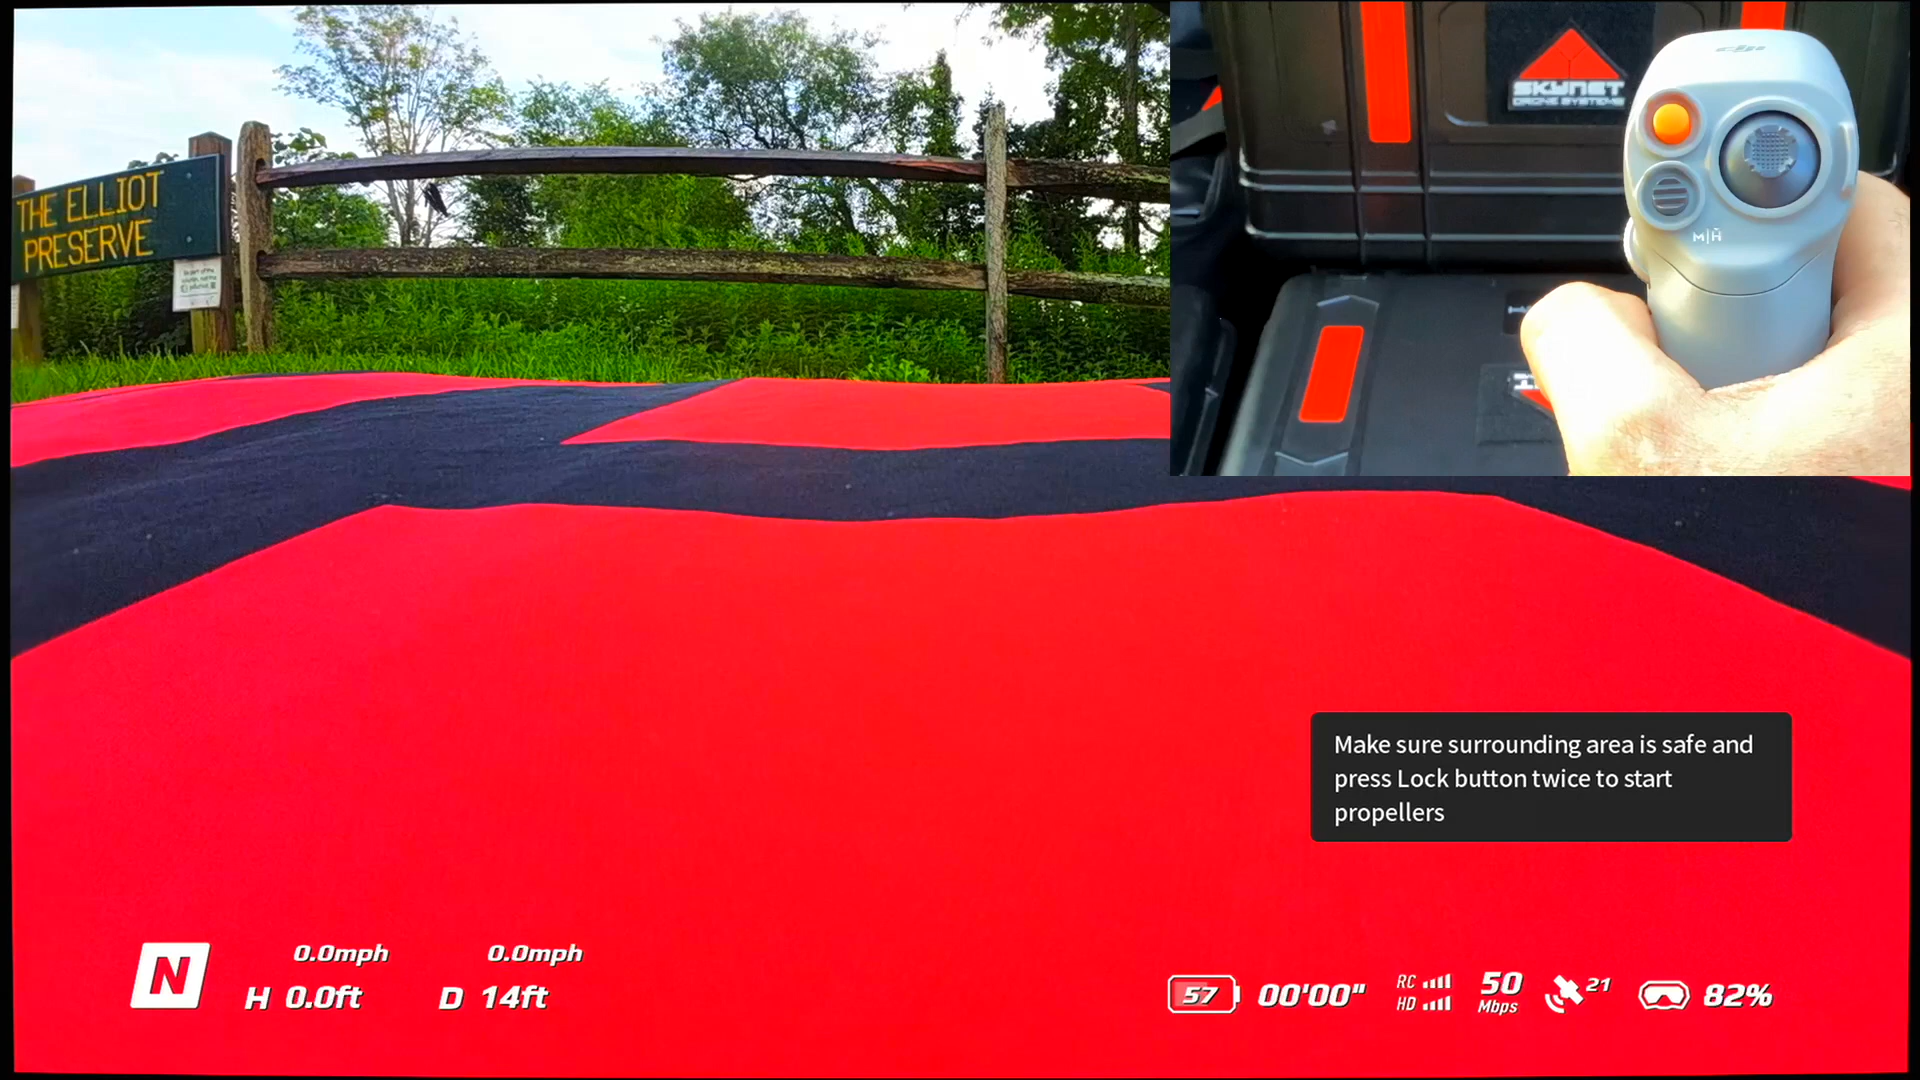 THE ELLIOT
PRESERVE
dji
SKYNET
DRONE SYSTEMS
M|H
Make sure surrounding area is safe and
press Lock button twice to start
propellers
N
0.0mph
0.0mph
H 0.0ft
D 14ft
57
00'00"
RC
HD
50
Mbps
21
82%